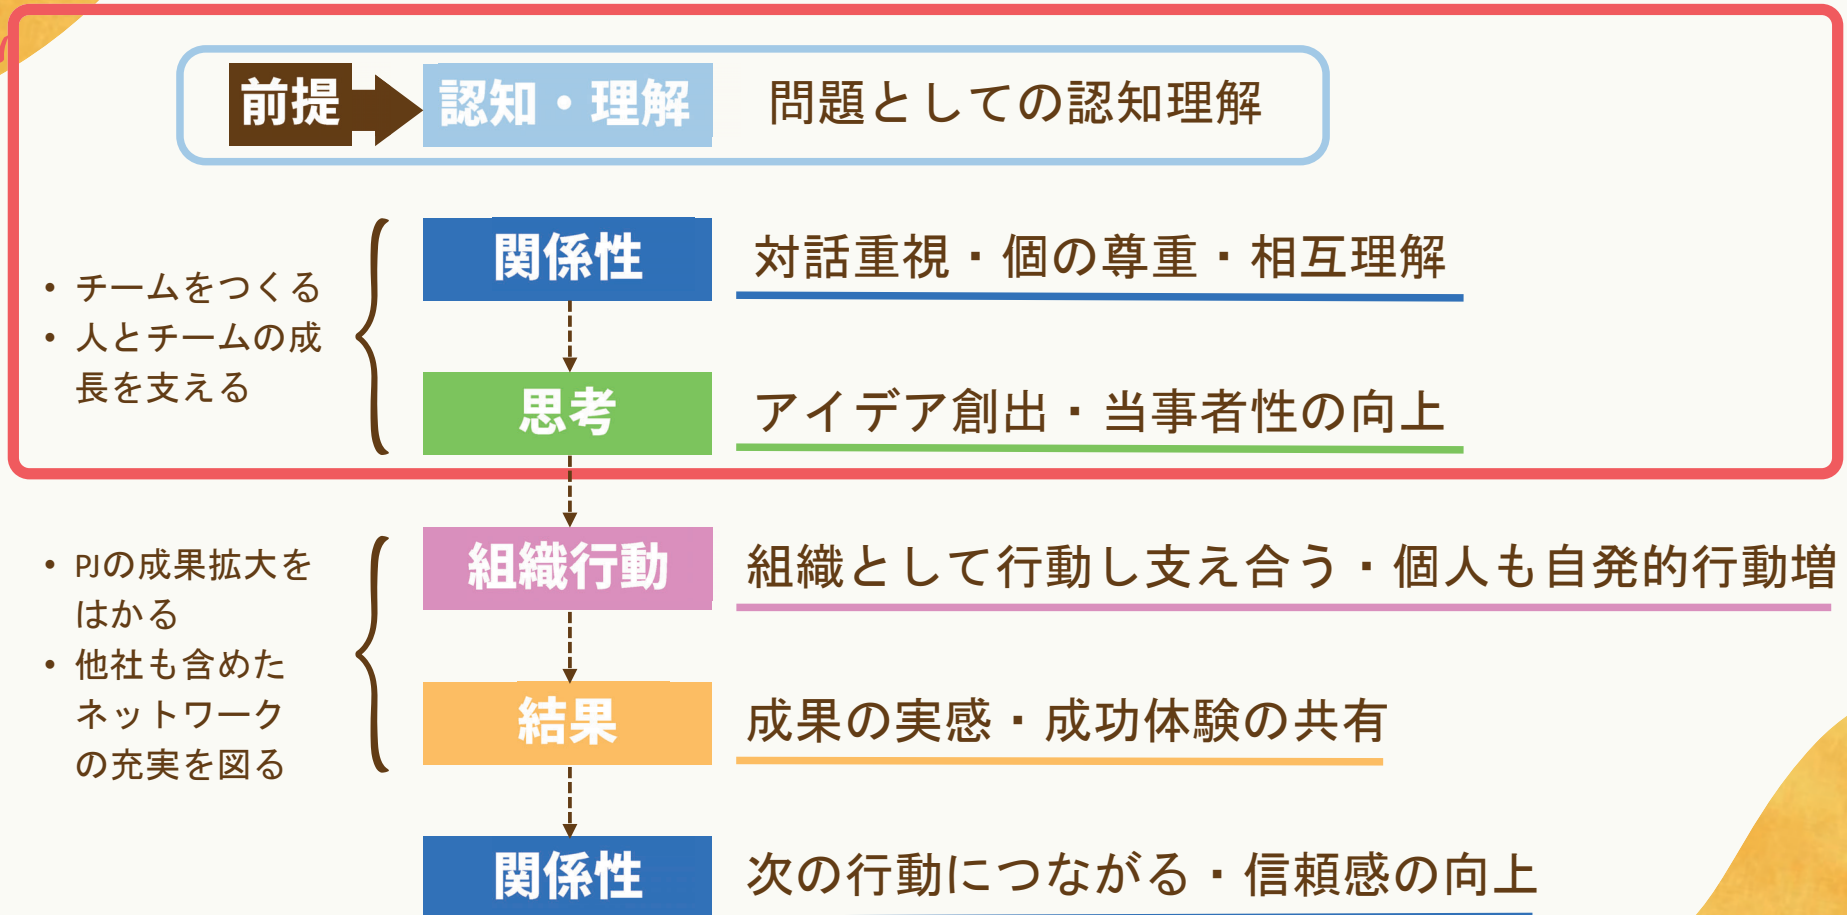 前提 認知・理解 問題としての認知理解
関係性 対話重視・個の尊重・相互理解
• チームをつくる
• 人とチームの成
長を支える
思考 アイデア創出・当事者性の向上
• PJの成果拡大を
はかる
• 他社も含めた
ネットワーク
の充実を図る
組織行動 組織として行動し支え合う・個人も自発的行動増
結果 成果の実感・成功体験の共有
関係性 次の行動につながる・信頼感の向上